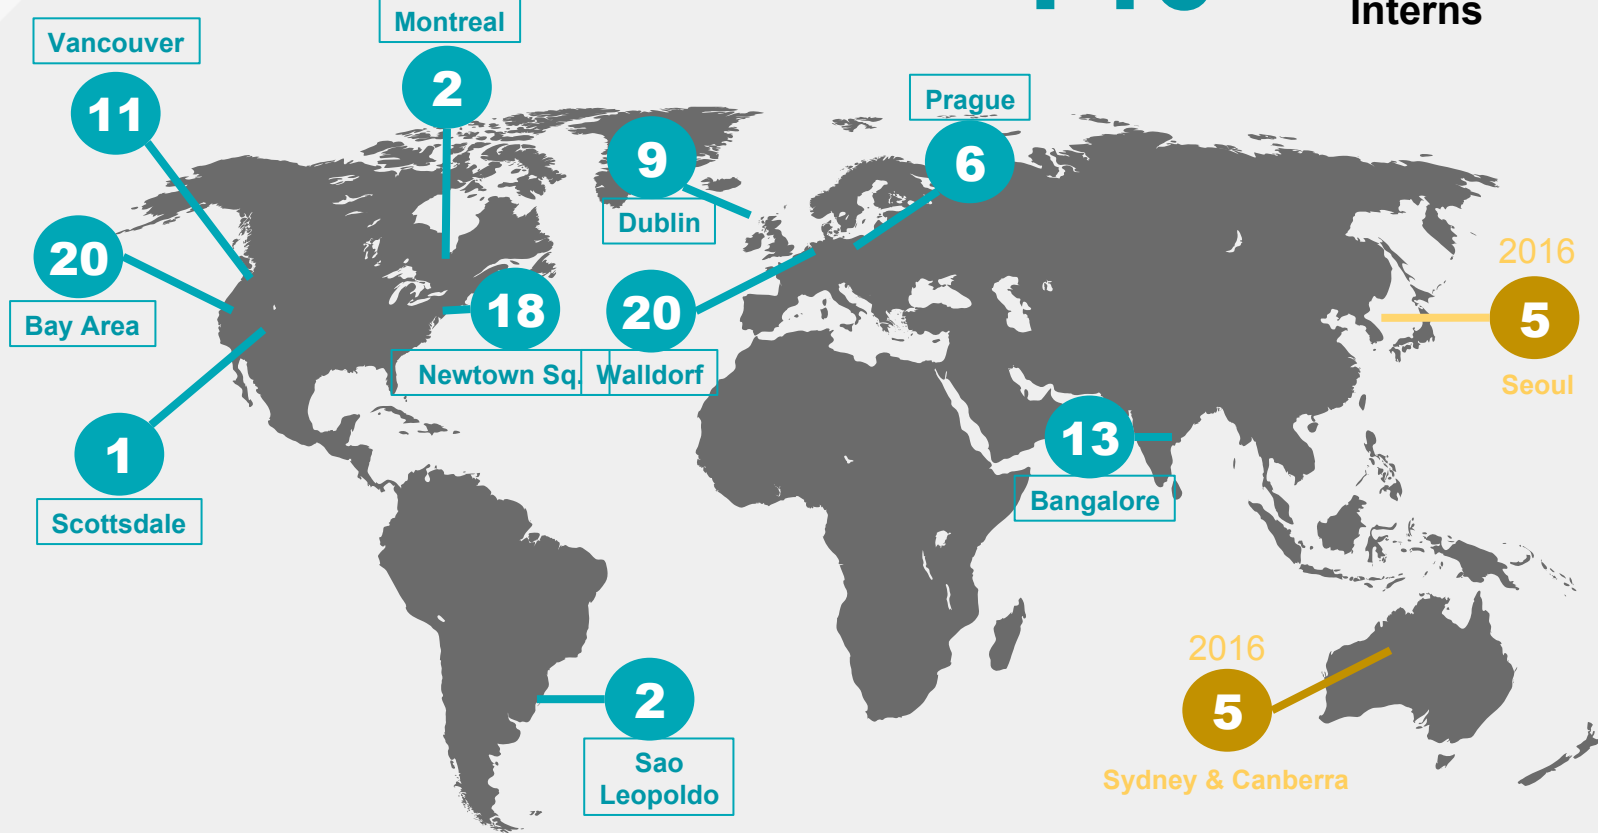 Interns
Montreal
2
Vancouver
11
Prague
6
9
Dublin
20
Bay Area
18
Newtown Sq.
20
Walldorf
2016
5
Seoul
13
Bangalore
1
Scottsdale
2
Sao
Leopoldo
2016
5
Sydney & Canberra